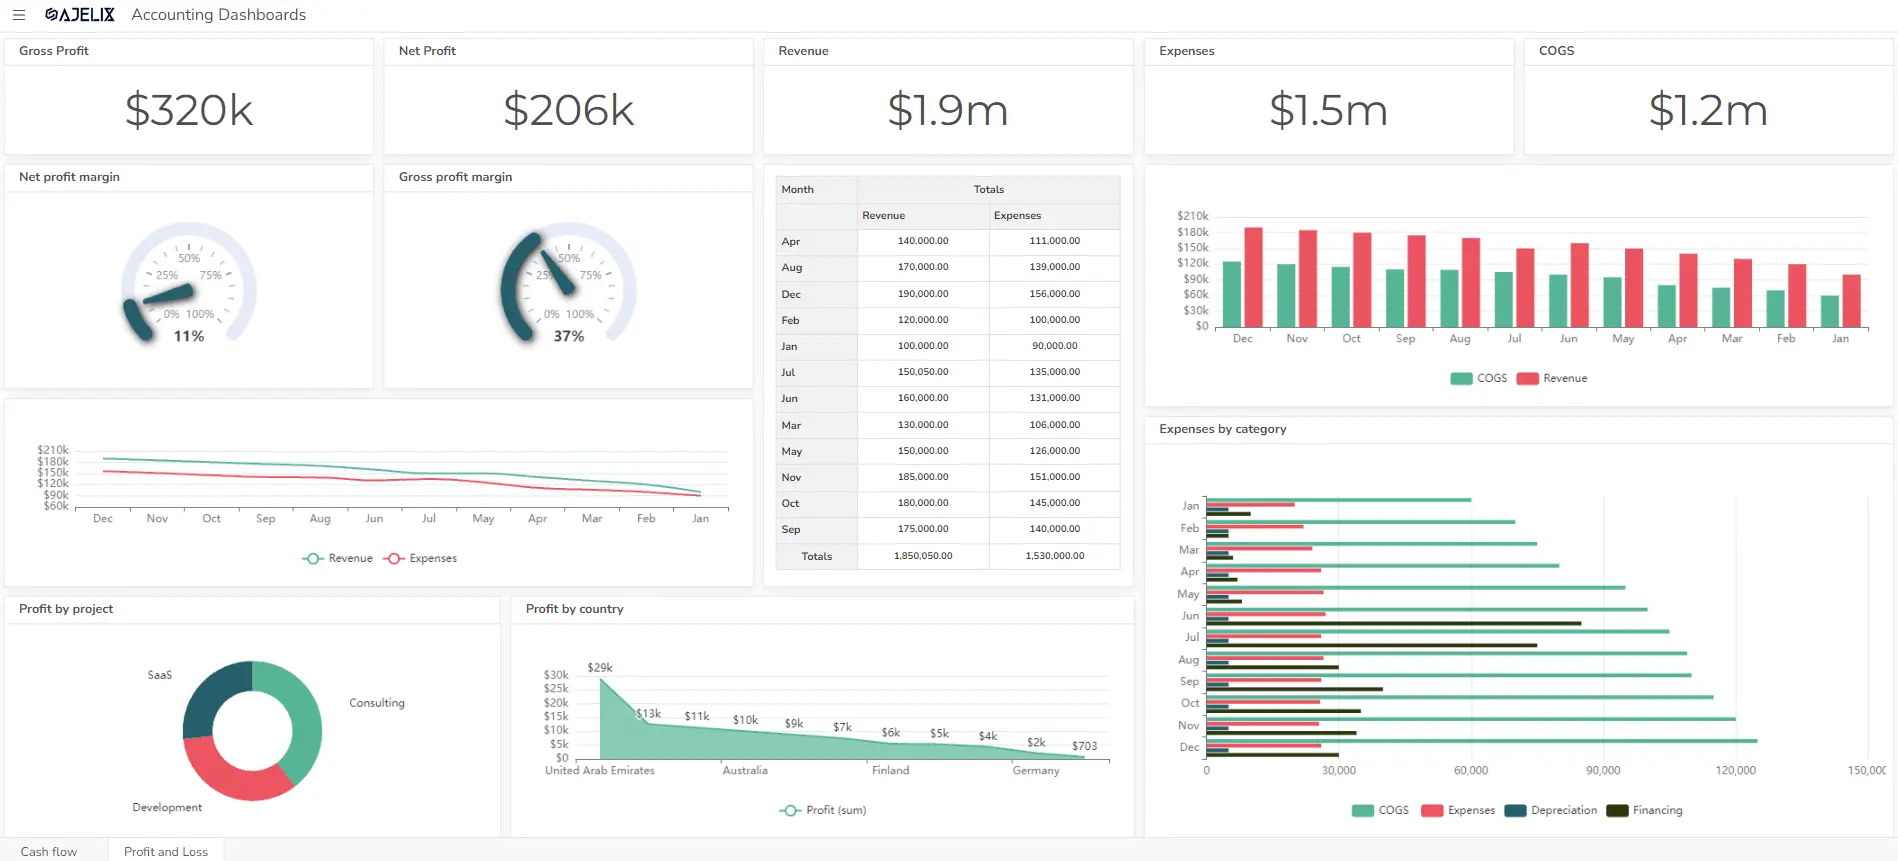 AJELIX Accounting Dashboards
Gross Profit
$320k
Net Profit
$206k
Revenue
$1.9m
Expenses
$1.5m
COGS
$1.2m
Net profit margin
50%
25% 75%
0% 100%
11%
Gross profit margin
50%
25% 75%
0% 100%
37%
$210k
$180k
$150k
$120k
$90k
$60k
Dec Nov Oct Sep Aug Jun Jul May Apr Mar Feb Jan
Revenue Expenses
Month Totals
Revenue Expenses
Apr 140,000.00 111,000.00
Aug 170,000.00 139,000.00
Dec 190,000.00 156,000.00
Feb 120,000.00 100,000.00
Jan 100,000.00 90,000.00
Jul 150,050.00 135,000.00
Jun 160,000.00 131,000.00
Mar 130,000.00 106,000.00
May 150,000.00 126,000.00
Nov 185,000.00 151,000.00
Oct 180,000.00 145,000.00
Sep 175,000.00 140,000.00
Totals 1,850,050.00 1,530,000.00
$210k
$180k
$150k
$120k
$90k
$60k
$30k
$0
Dec Nov Oct Sep Aug Jul Jun May Apr Mar Feb Jan
COGS Revenue
Expenses by category
Jan
Feb
Mar
Apr
May
Jun
Jul
Aug
Sep
Oct
Nov
Dec
0 30,000 60,000 90,000 120,000 150,000
COGS Expenses Depreciation Financing
Profit by project
SaaS
Consulting
Development
Profit by country
$30k
$25k
$20k
$15k
$10k
$5k
$0
$29k $13k $11k $10k $9k $7k $6k $5k $4k $2k $703
United Arab Emirates Australia Finland Germany
Profit (sum)
Cash flow Profit and Loss